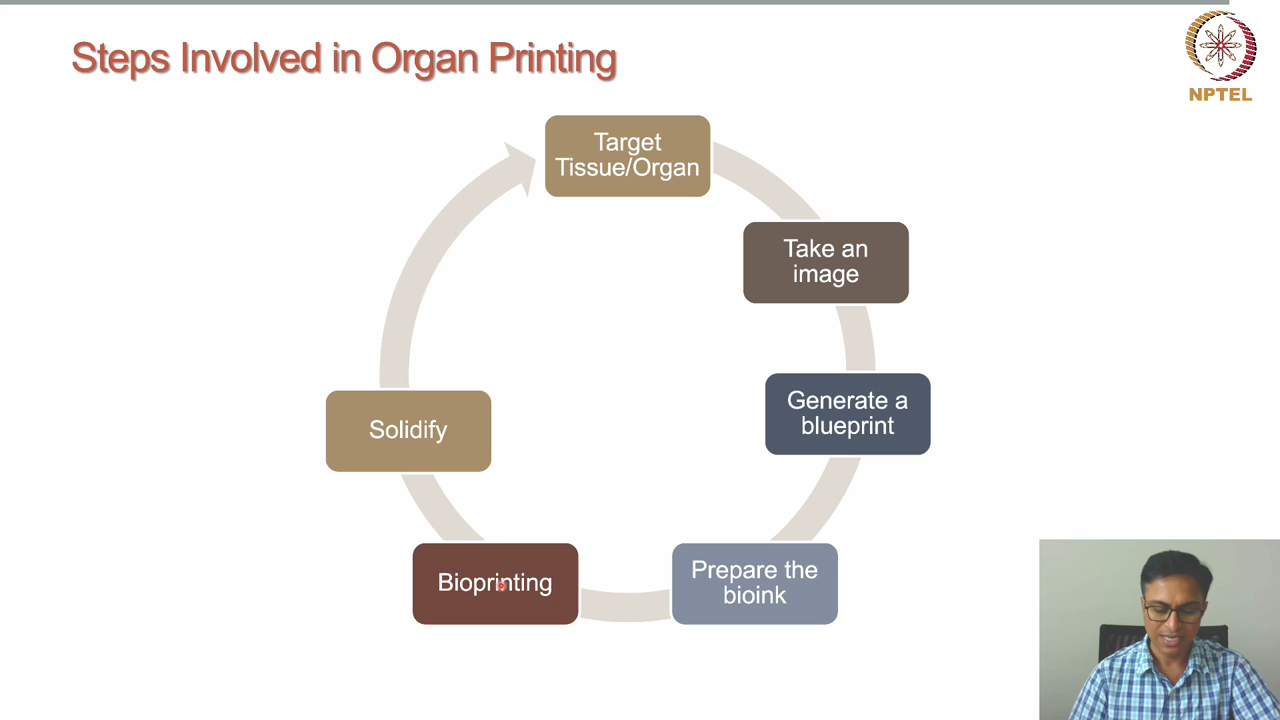 Steps Involved in Organ Printing
NPTEL
Target
Tissue/Organ
Take an
image
Generate a
blueprint
Prepare the
bioink
Bioprinting
Solidify